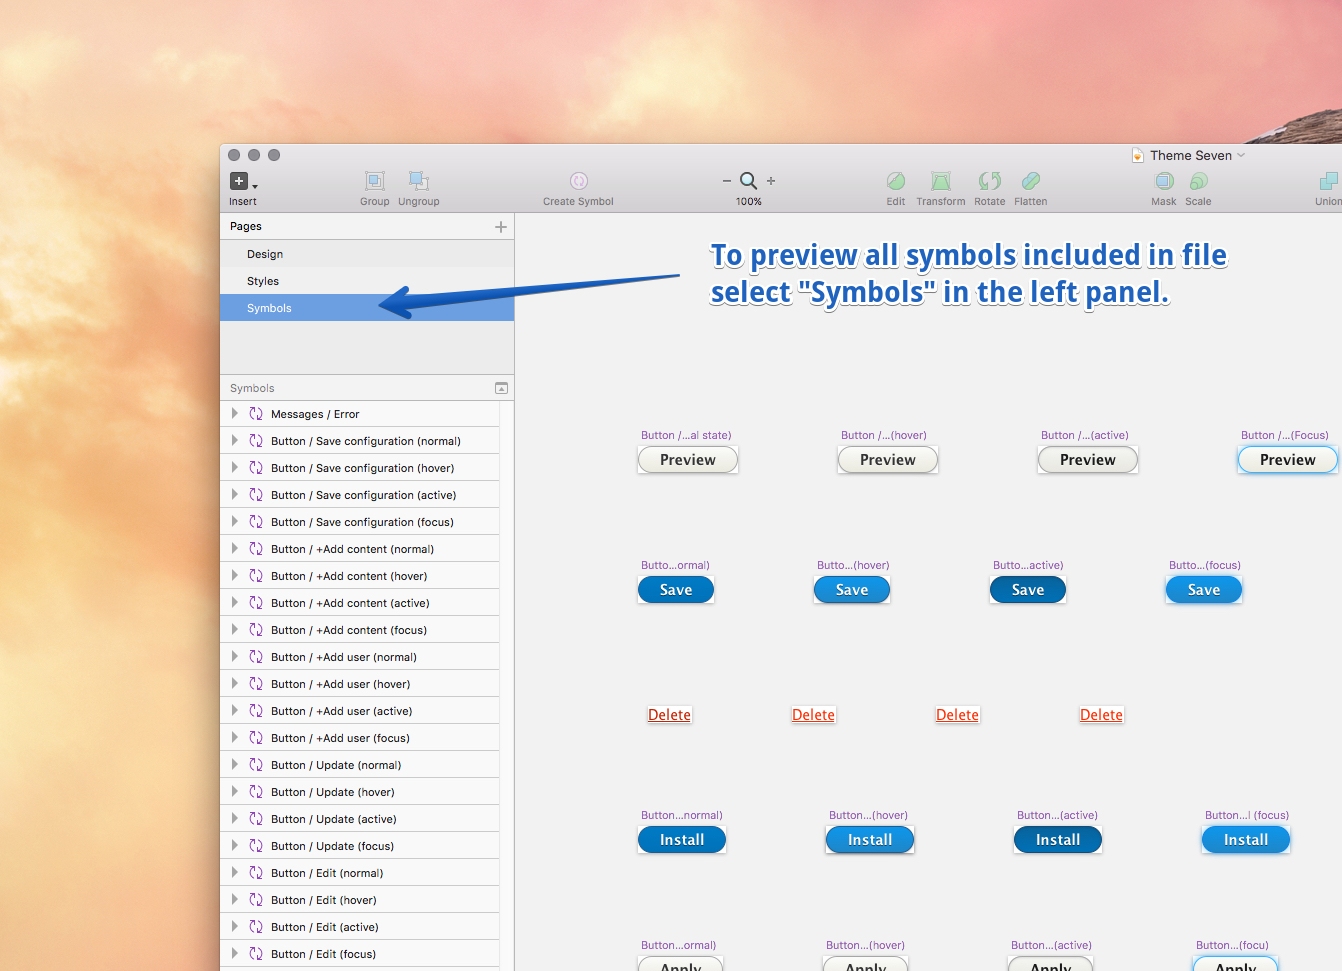 Theme Seven
Insert
Group
Ungroup
Create Symbol
100%
Edit
Transform
Rotate
Flatten
Mask
Scale
Union
Pages
Design
Styles
Symbols
To preview all symbols included in file
select "Symbols" in the left panel.
Symbols
Messages / Error
Button / Save configuration (normal)
Button / Save configuration (hover)
Button / Save configuration (active)
Button / Save configuration (focus)
Button / +Add content (normal)
Button / +Add content (hover)
Button / +Add content (active)
Button / +Add content (focus)
Button / +Add user (normal)
Button / +Add user (hover)
Button / +Add user (active)
Button / +Add user (focus)
Button / Update (normal)
Button / Update (hover)
Button / Update (active)
Button / Update (focus)
Button / Edit (normal)
Button / Edit (hover)
Button / Edit (active)
Button / Edit (focus)
Button /...al state)
Button /...(hover)
Button /...(active)
Button /...(Focus)
Preview
Preview
Preview
Preview
Butto...ormal)
Butto...(hover)
Butto...active)
Butto...(focus)
Save
Save
Save
Save
Delete
Delete
Delete
Delete
Button...normal)
Button...(hover)
Button...(active)
Button...l (focus)
Install
Install
Install
Install
Button...ormal)
Button...(hover)
Button...(active)
Button...(focu)
Apply
Apply
Apply
Apply